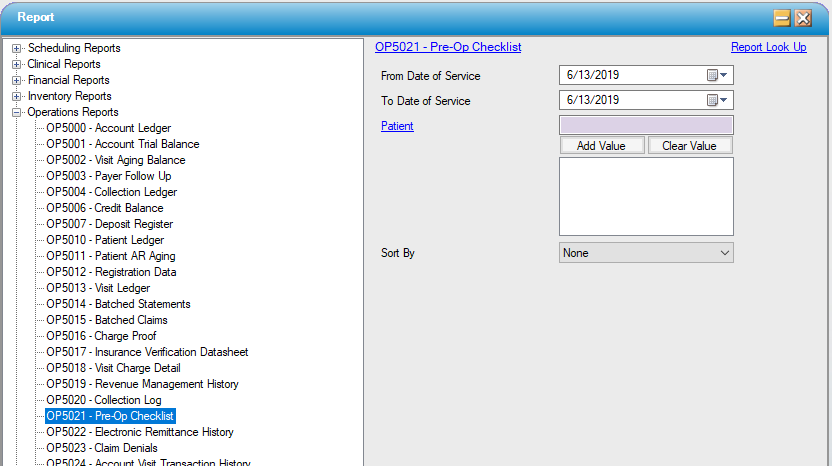 Report
Scheduling Reports
Clinical Reports
Financial Reports
Inventory Reports
Operations Reports
OP5000 - Account Ledger
OP5001 - Account Trial Balance
OP5002 - Visit Aging Balance
OP5003 - Payer Follow Up
OP5004 - Collection Ledger
OP5006 - Credit Balance
OP5007 - Deposit Register
OP5010 - Patient Ledger
OP5011 - Patient AR Aging
OP5012 - Registration Data
OP5013 - Visit Ledger
OP5014 - Batched Statements
OP5015 - Batched Claims
OP5016 - Charge Proof
OP5017 - Insurance Verification Datasheet
OP5018 - Visit Charge Detail
OP5019 - Revenue Management History
OP5020 - Collection Log
OP5021 - Pre-Op Checklist
OP5022 - Electronic Remittance History
OP5023 - Claim Denials
OP5024 - Account Visit Transaction History
OP5021 - Pre-Op Checklist Report Look Up
From Date of Service 6/13/2019
To Date of Service 6/13/2019
Patient
Add Value Clear Value
Sort By None